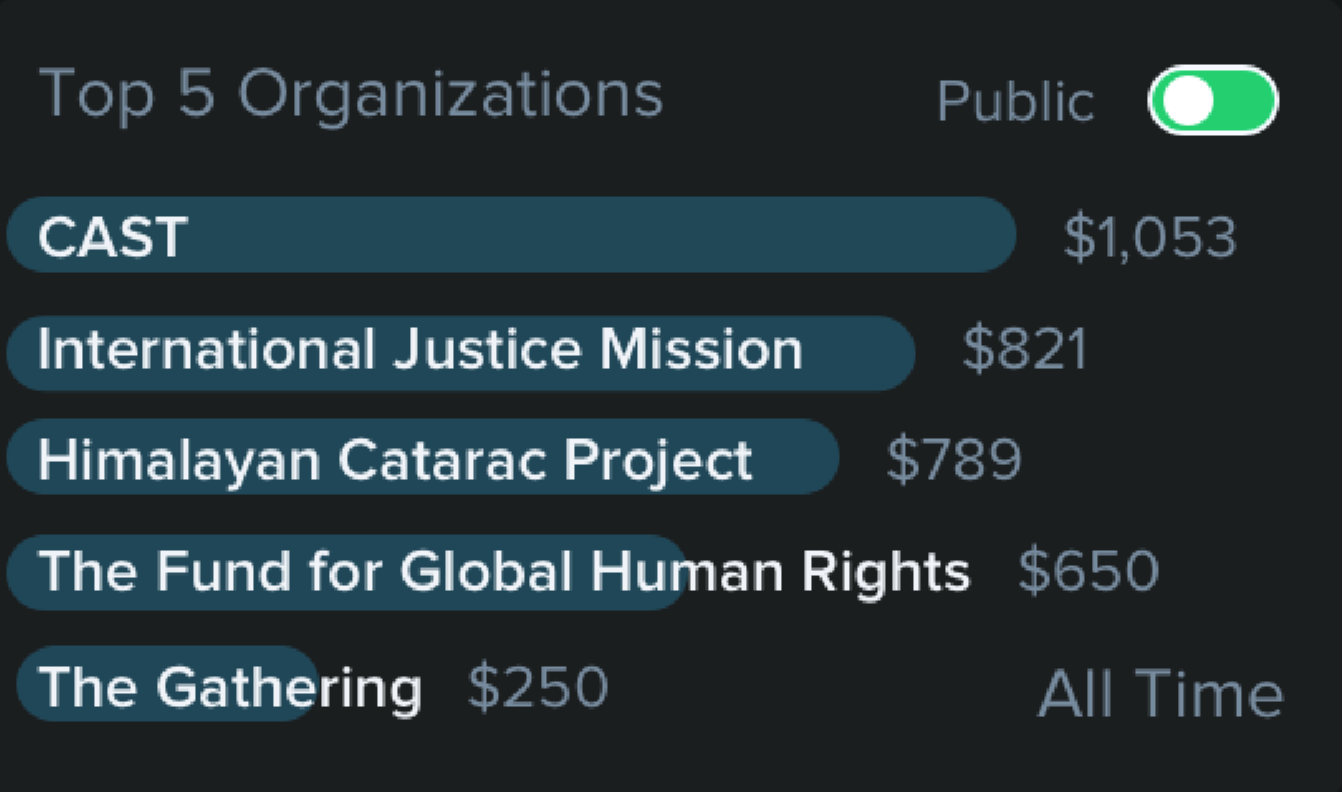 Top 5 Organizations Public
CAST $1,053
International Justice Mission $821
Himalayan Catarac Project $789
The Fund for Global Human Rights $650
The Gathering $250
All Time